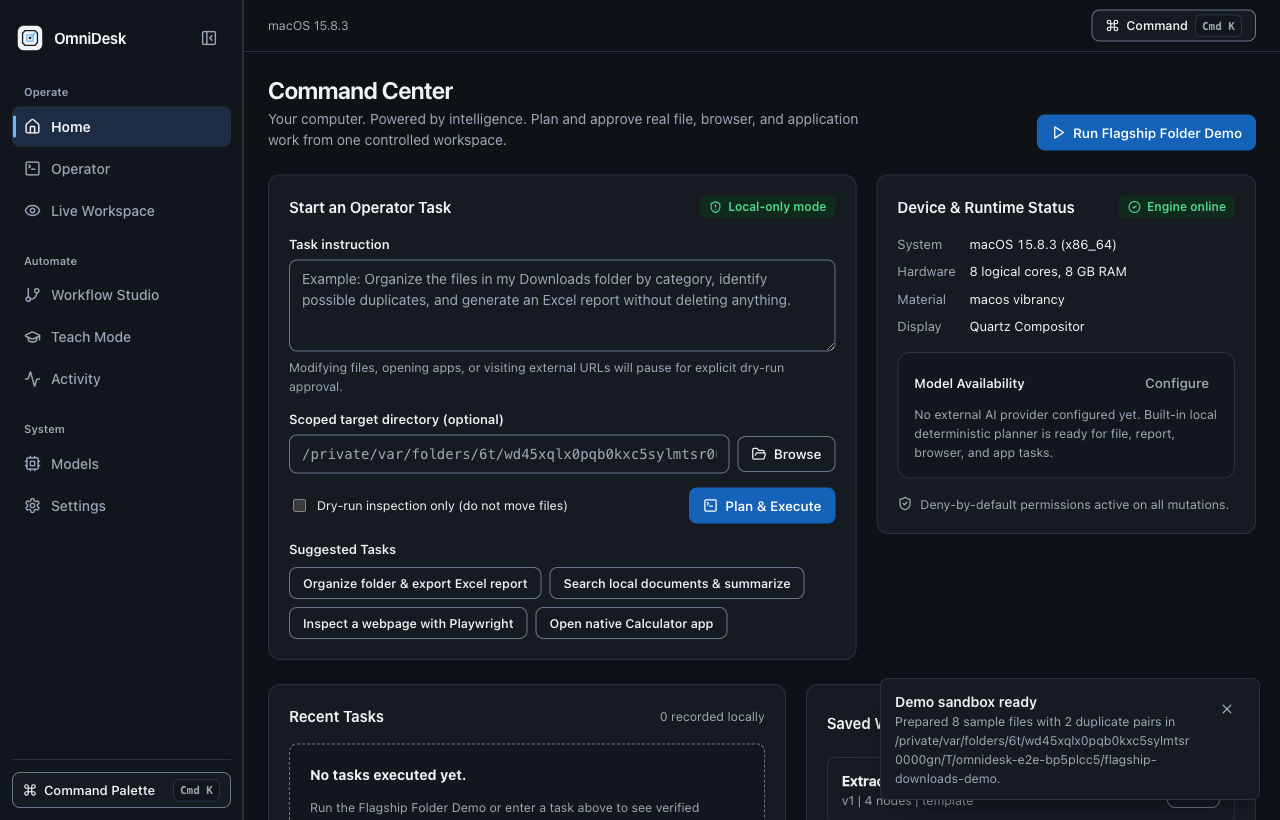 OmniDesk
macOS 15.8.3
Command Cmd K
Operate
Home
Operator
Live Workspace
Automate
Workflow Studio
Teach Mode
Activity
System
Models
Settings
Command Palette Cmd K
Command Center
Your computer. Powered by intelligence. Plan and approve real file, browser, and application
work from one controlled workspace.
Run Flagship Folder Demo
Start an Operator Task
Local-only mode
Task instruction
Example: Organize the files in my Downloads folder by category, identify
possible duplicates, and generate an Excel report without deleting anything.
Modifying files, opening apps, or visiting external URLs will pause for explicit dry-run
approval.
Scoped target directory (optional)
/private/var/folders/6t/wd45xqlx0pqb0kxc5sylmtsr0
Browse
Dry-run inspection only (do not move files)
Plan & Execute
Suggested Tasks
Organize folder & export Excel report
Search local documents & summarize
Inspect a webpage with Playwright
Open native Calculator app
Device & Runtime Status
Engine online
System macOS 15.8.3 (x86_64)
Hardware 8 logical cores, 8 GB RAM
Material macos vibrancy
Display Quartz Compositor
Model Availability
Configure
No external AI provider configured yet. Built-in local
deterministic planner is ready for file, report,
browser, and app tasks.
Deny-by-default permissions active on all mutations.
Recent Tasks
0 recorded locally
No tasks executed yet.
Run the Flagship Folder Demo or enter a task above to see verified
Saved
Extrac
v1 | 4 nodes | template
Demo sandbox ready
Prepared 8 sample files with 2 duplicate pairs in
/private/var/folders/6t/wd45xqlx0pqb0kxc5sylmtsr
0000gn/T/omnidesk-e2e-bp5plcc5/flagship-
downloads-demo.